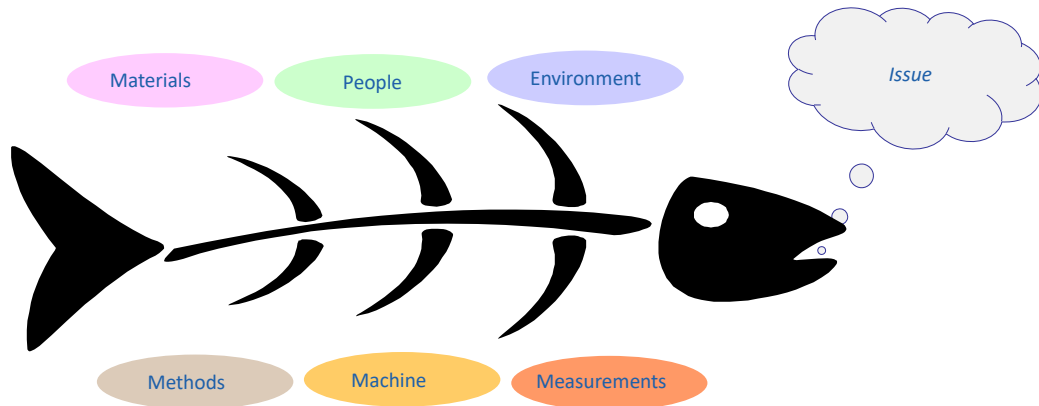 Issue
Materials
People
Environment
Methods
Machine
Measurements